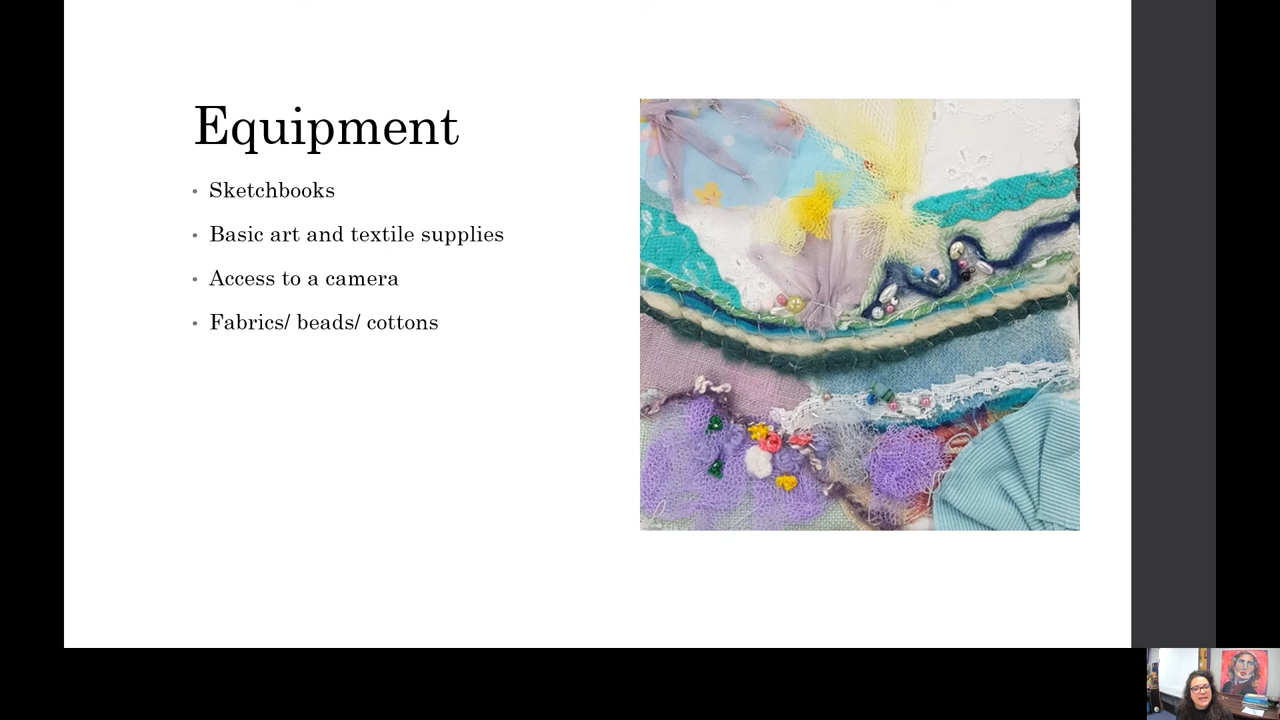 Equipment
Sketchbooks
Basic art and textile supplies
Access to a camera
Fabrics/ beads/ cottons